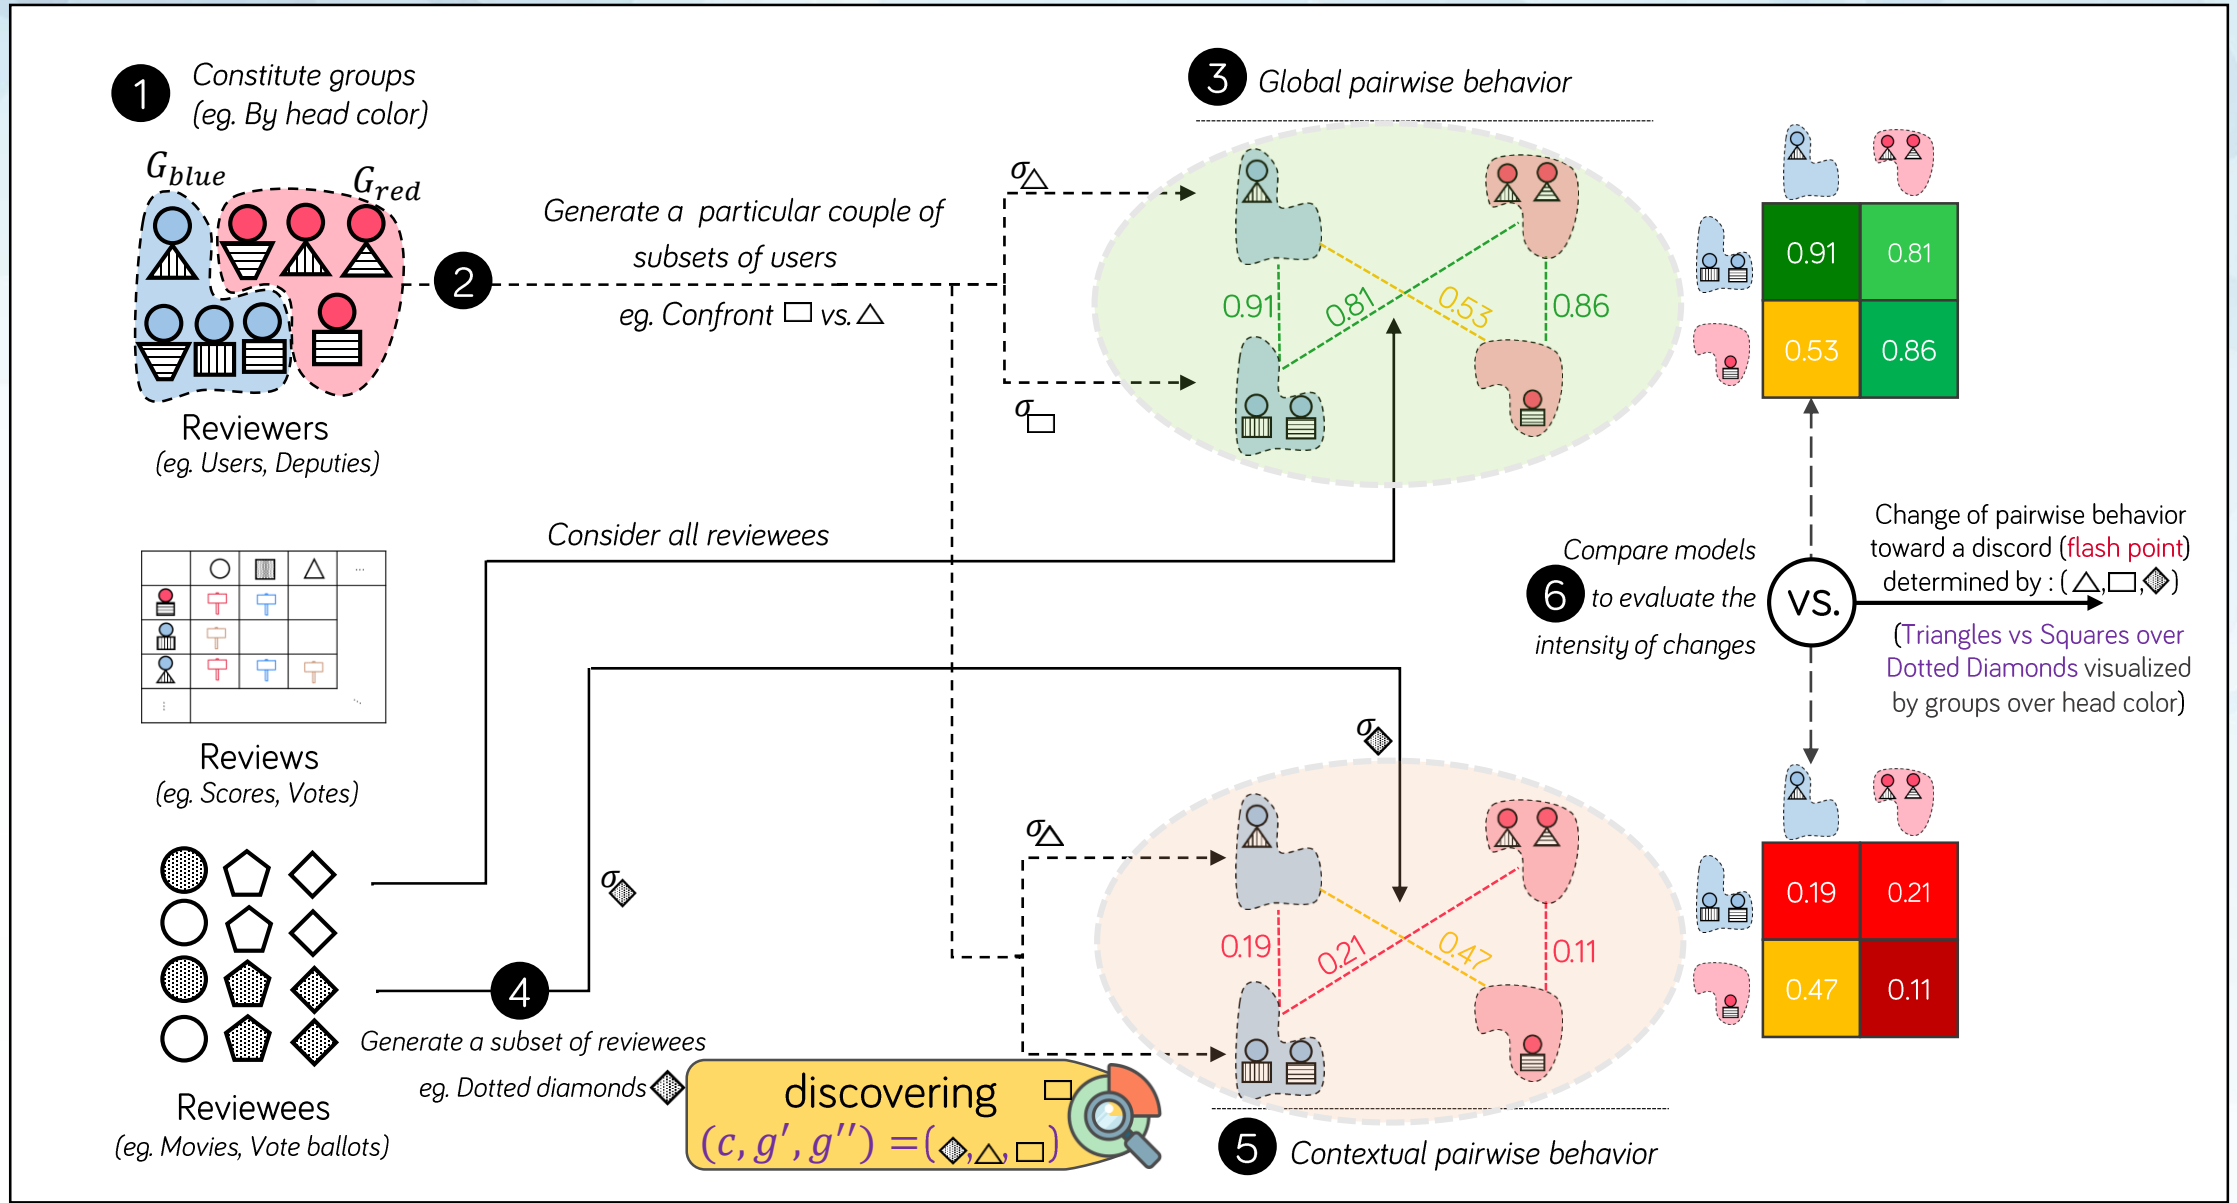 1
Constitute groups
(eg. By head color)
G_blue
G_red
Reviewers
(eg. Users, Deputies)
2
Generate a particular couple of
subsets of users
eg. Confront □ vs. △
σ△
σ□
3
Global pairwise behavior
0.91
0.81
0.53
0.86
0.91 0.81
0.53 0.86
Consider all reviewees
...
⋮
⋱
Reviews
(eg. Scores, Votes)
Reviewees
(eg. Movies, Vote ballots)
σ◈
4
Generate a subset of reviewees
eg. Dotted diamonds ◈
discovering
(c, g′, g′′) = (◈, △, □)
σ◈
σ△
0.19
0.21
0.47
0.11
5
Contextual pairwise behavior
Compare models
6
to evaluate the
intensity of changes
VS.
Change of pairwise behavior
toward a discord (flash point)
determined by : (△,□,◈)
(Triangles vs Squares over
Dotted Diamonds visualized
by groups over head color)
0.19 0.21
0.47 0.11